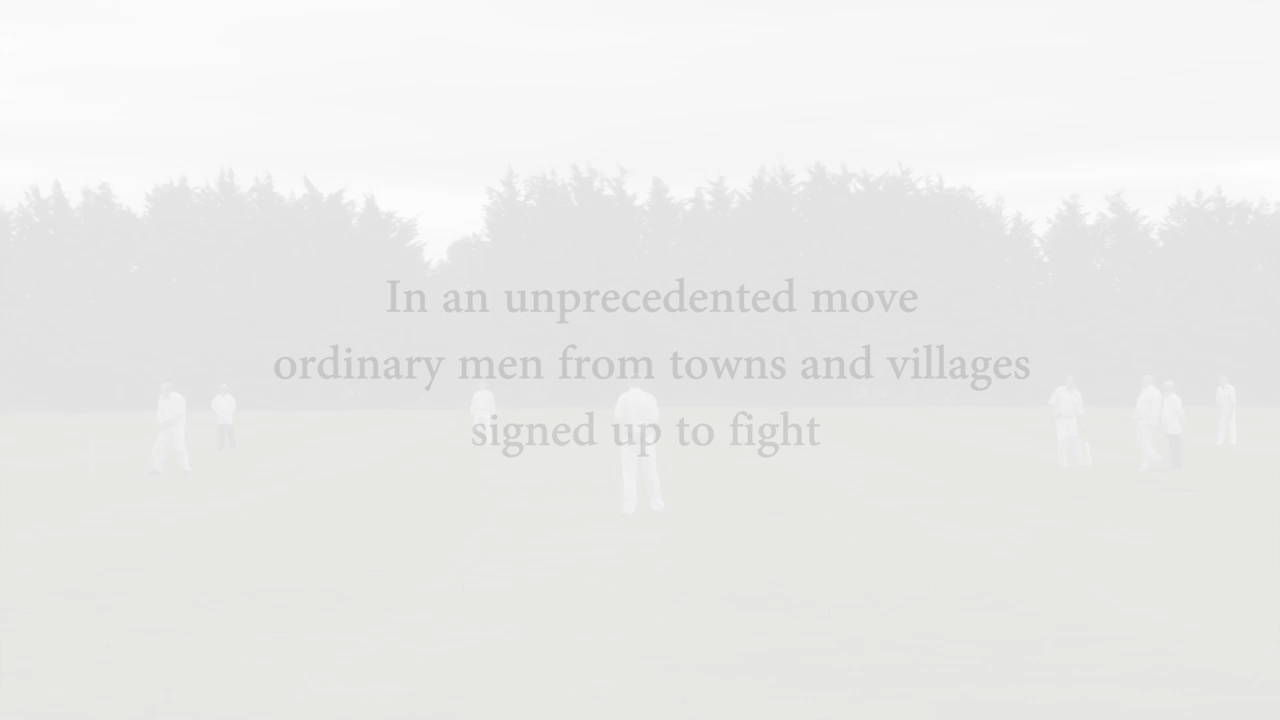 In an unprecedented move
ordinary men from towns and villages
signed up to fight